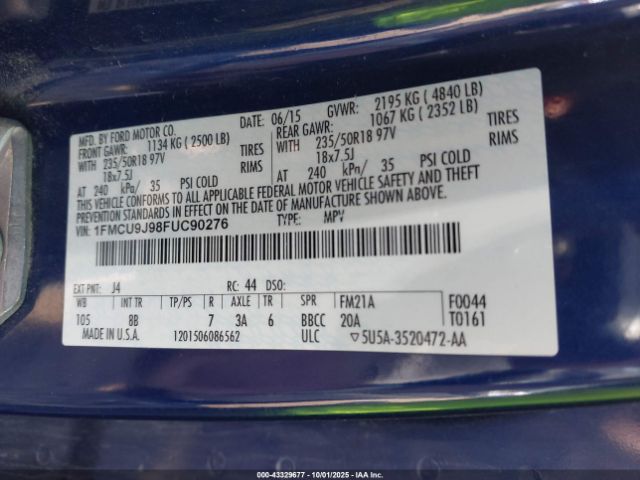 MFD. BY FORD MOTOR CO.
DATE: 06/15 GVWR: 2195 KG ( 4840 LB)
FRONT GAWR: 1134 KG ( 2500 LB) REAR GAWR: 1067 KG ( 2352 LB)
WITH 235/50R18 97V TIRES WITH 235/50R18 97V TIRES
18x7.5J RIMS 18x7.5J RIMS
AT 240 kPa/ 35 PSI COLD AT 240 kPa/ 35 PSI COLD
THIS VEHICLE CONFORMS TO ALL APPLICABLE FEDERAL MOTOR VEHICLE SAFETY AND THEFT
PREVENTION STANDARDS IN EFFECT ON THE DATE OF MANUFACTURE SHOWN ABOVE.
VIN: 1FMCU9J98FUC90276 TYPE: MPV
EXT PNT: J4 RC: 44 DSO:
WB INT TR TP/PS R AXLE TR SPR FM21A F0044
105 8B 7 3A 6 BBCC 20A T0161
MADE IN U.S.A. 1201506086562 ULC ▽5U5A-3520472-AA
000-43329677 - 10/01/2025 - IAAI.COM